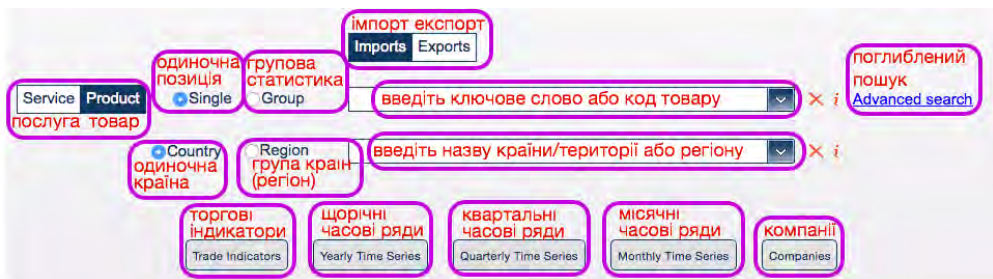 імпорт експорт
Imports Exports
одиночна позиція
групова статистика
поглиблений пошук
Service Product
Single
Group
введіть ключове слово або код товару
× i
Advanced search
послуга товар
Country
Region
введіть назву країни/території або регіону
× i
одиночна країна
група країн (регіон)
торгові індикатори
щорічні часові ряди
квартальні часові ряди
місячні часові ряди
компанії
Trade Indicators
Yearly Time Series
Quarterly Time Series
Monthly Time Series
Companies